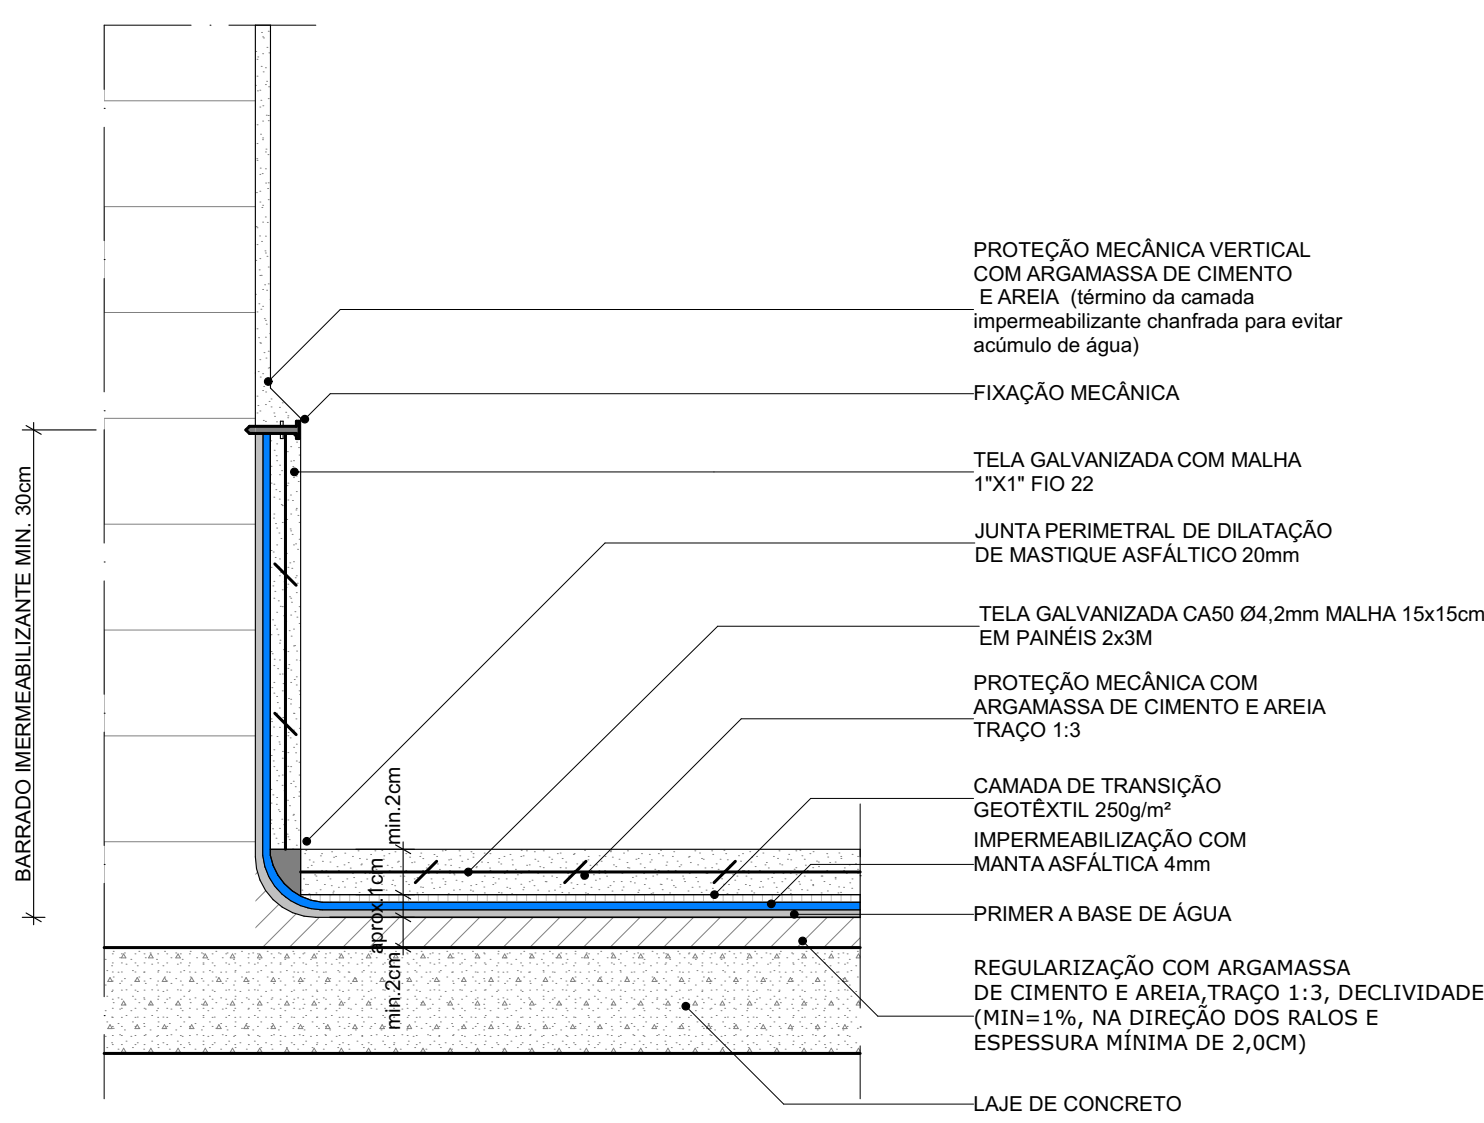 PROTEÇÃO MECÂNICA VERTICAL
COM ARGAMASSA DE CIMENTO
E AREIA (término da camada
impermeabilizante chanfrada para evitar
acúmulo de água)
FIXAÇÃO MECÂNICA
TELA GALVANIZADA COM MALHA
1"X1" FIO 22
JUNTA PERIMETRAL DE DILATAÇÃO
DE MASTIQUE ASFÁLTICO 20mm
TELA GALVANIZADA CA50 Ø4,2mm MALHA 15x15cm
EM PAINÉIS 2x3M
PROTEÇÃO MECÂNICA COM
ARGAMASSA DE CIMENTO E AREIA
TRAÇO 1:3
CAMADA DE TRANSIÇÃO
GEOTÊXTIL 250g/m²
IMPERMEABILIZAÇÃO COM
MANTA ASFÁLTICA 4mm
PRIMER A BASE DE ÁGUA
REGULARIZAÇÃO COM ARGAMASSA
DE CIMENTO E AREIA,TRAÇO 1:3, DECLIVIDADE
(MIN=1%, NA DIREÇÃO DOS RALOS E
ESPESSURA MÍNIMA DE 2,0CM)
LAJE DE CONCRETO
BARRADO IMERMEABILIZANTE MIN. 30cm
min.2cm
aprox.1cm
min.2cm